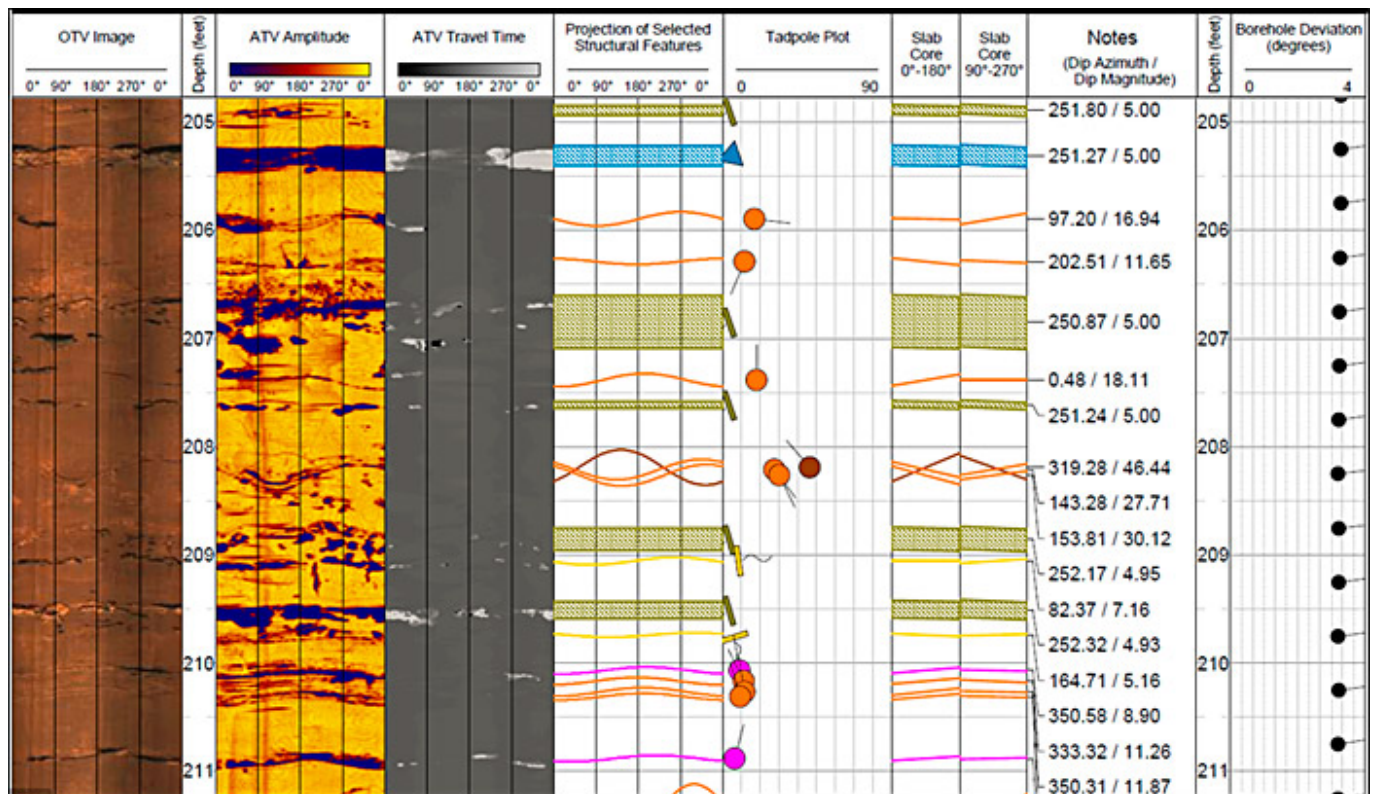 OTV Image
0° 90° 180° 270° 0°
Depth (feet)
ATV Amplitude
0° 90° 180° 270° 0°
ATV Travel Time
0° 90° 180° 270° 0°
Projection of Selected
Structural Features
0° 90° 180° 270° 0°
Tadpole Plot
0 90
Slab
Core
0°-180°
Slab
Core
90°-270°
Notes
(Dip Azimuth /
Dip Magnitude)
Depth (feet)
Borehole Deviation
(degrees)
0 4
205
206
207
208
209
210
211
251.80 / 5.00
251.27 / 5.00
97.20 / 16.94
202.51 / 11.65
250.87 / 5.00
0.48 / 18.11
251.24 / 5.00
319.28 / 46.44
143.28 / 27.71
153.81 / 30.12
252.17 / 4.95
82.37 / 7.16
252.32 / 4.93
164.71 / 5.16
350.58 / 8.90
333.32 / 11.26
350.31 / 11.87
205
206
207
208
209
210
211